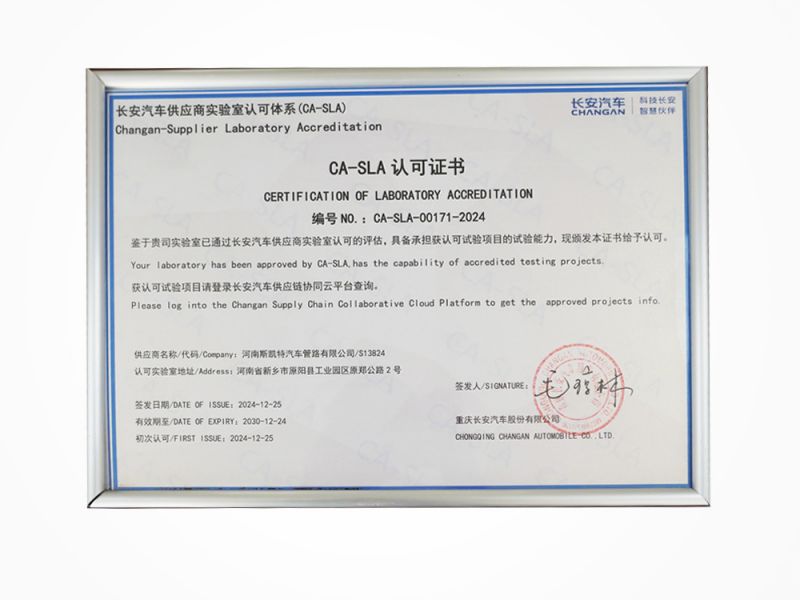 长安汽车供应商实验室认可体系(CA-SLA)
Changan-Supplier Laboratory Accreditation
长安汽车 科技长安
CHANGAN 智慧伙伴
CA-SLA 认可证书
CERTIFICATION OF LABORATORY ACCREDITATION
编号 NO.：CA-SLA-00171-2024
鉴于贵司实验室已通过长安汽车供应商实验室认可的评估，具备承担获认可试验项目的试验能力，现颁发本证书给予认可。
Your laboratory has been approved by CA-SLA,has the capability of accredited testing projects.
获认可试验项目请登录长安汽车供应链协同云平台查询。
Please log into the Changan Supply Chain Collaborative Cloud Platform to get the approved projects info.
供应商名称/代码/Company：河南斯凯特汽车管路有限公司/S13824
认可实验室地址/Address：河南省新乡市原阳县工业园区原郑公路2号
签发人/SIGNATURE：
签发日期/DATE OF ISSUE：2024-12-25
有效期至/DATE OF EXPIRY：2030-12-24
初次认可/FIRST ISSUE：2024-12-25
重庆长安汽车股份有限公司
CHONGQING CHANGAN AUTOMOBILE CO.,LTD.